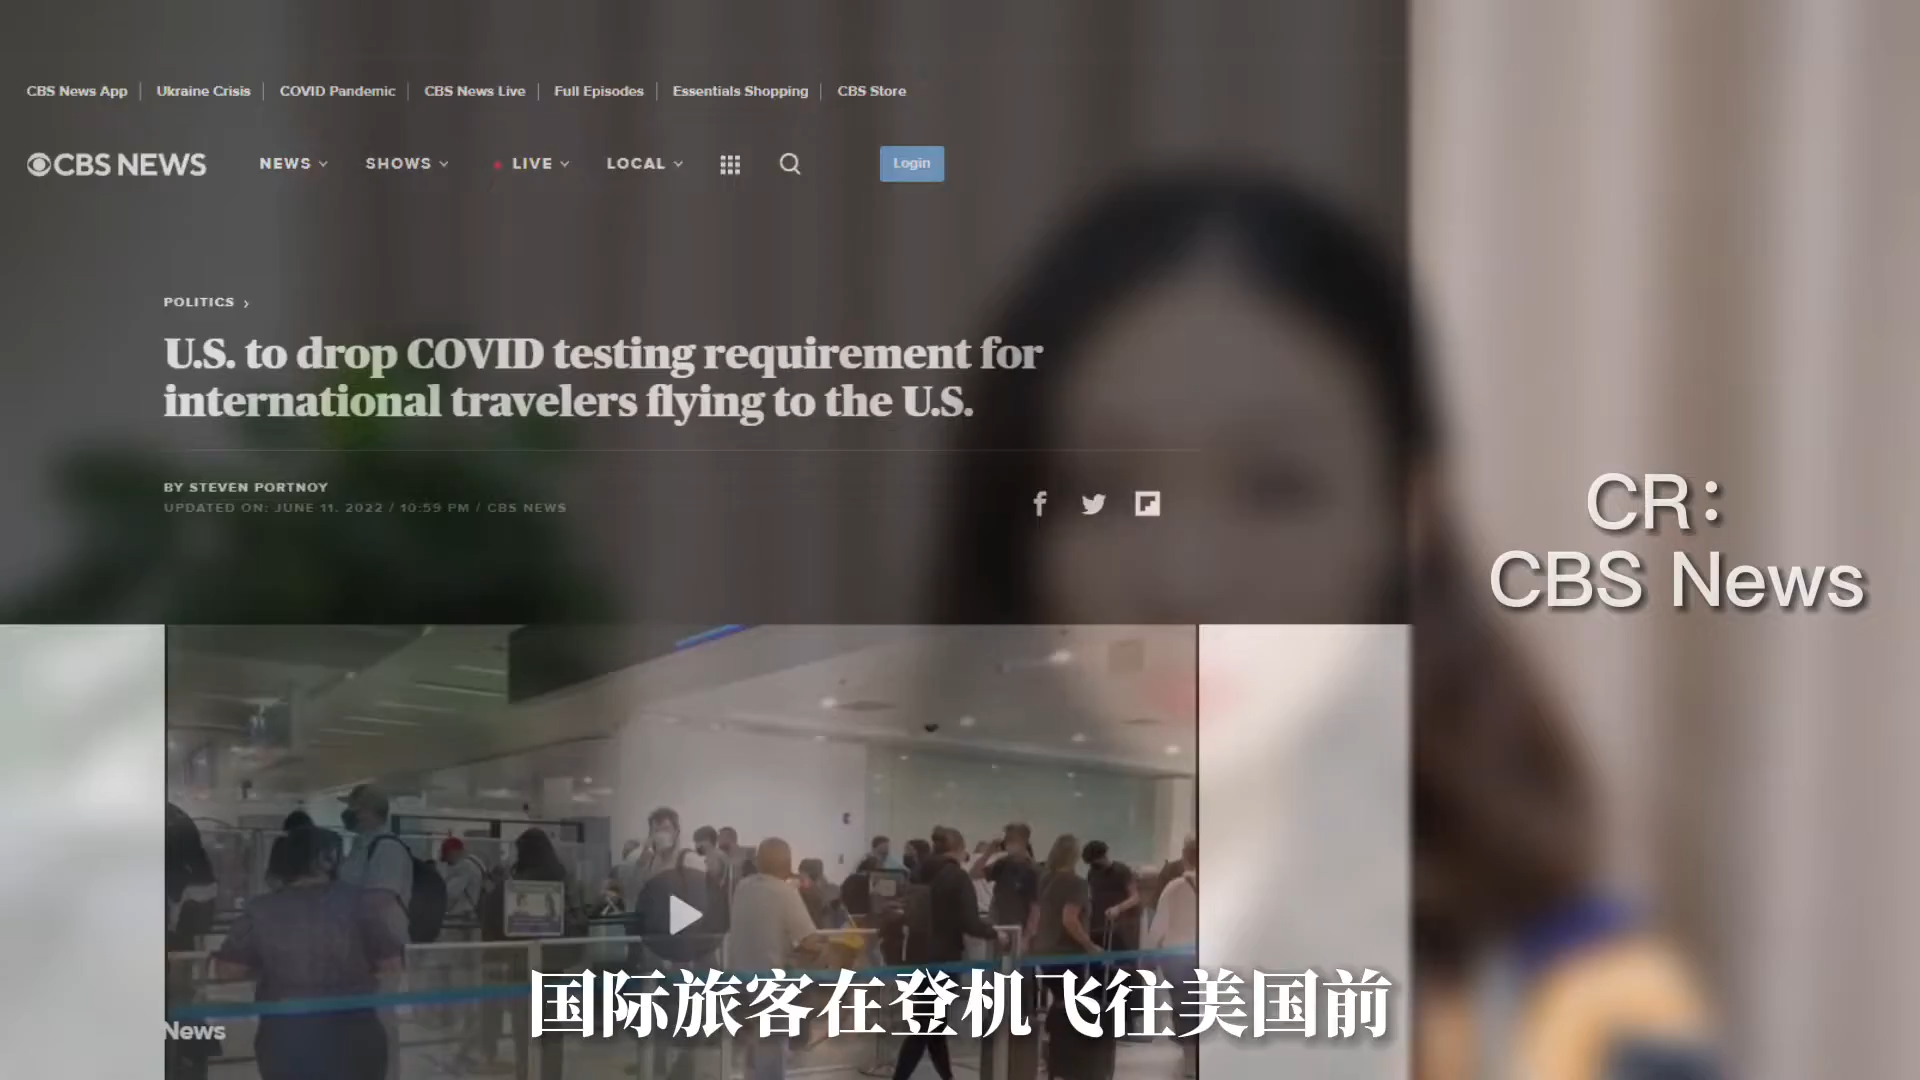 CBS News App
Ukraine Crisis
COVID Pandemic
CBS News Live
Full Episodes
Essentials Shopping
CBS Store
CBS NEWS
NEWS
SHOWS
LIVE
LOCAL
Login
POLITICS
U.S. to drop COVID testing requirement for
international travelers flying to the U.S.
BY STEVEN PORTNOY
UPDATED ON: JUNE 11, 2022 / 10:59 PM / CBS NEWS
CR：
CBS News
News
国际旅客在登机飞往美国前